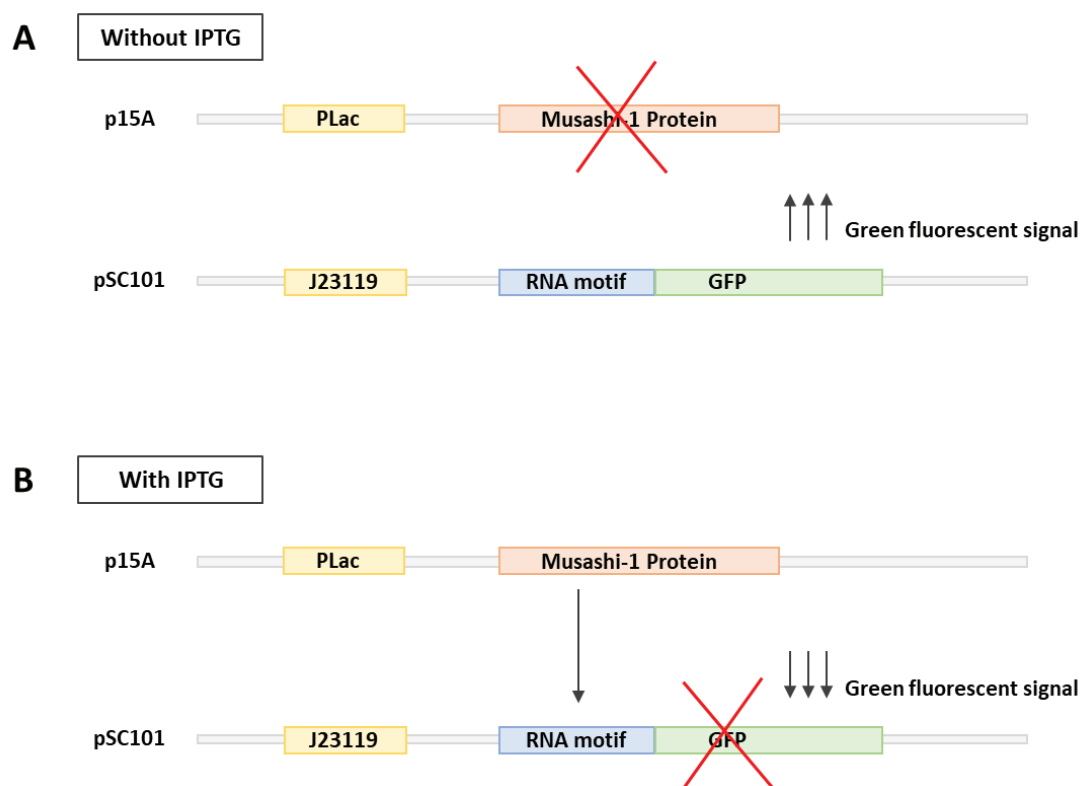 A
Without IPTG
p15A
PLac
Musashi-1 Protein
Green fluorescent signal
pSC101
J23119
RNA motif
GFP
B
With IPTG
p15A
PLac
Musashi-1 Protein
Green fluorescent signal
pSC101
J23119
RNA motif
GFP